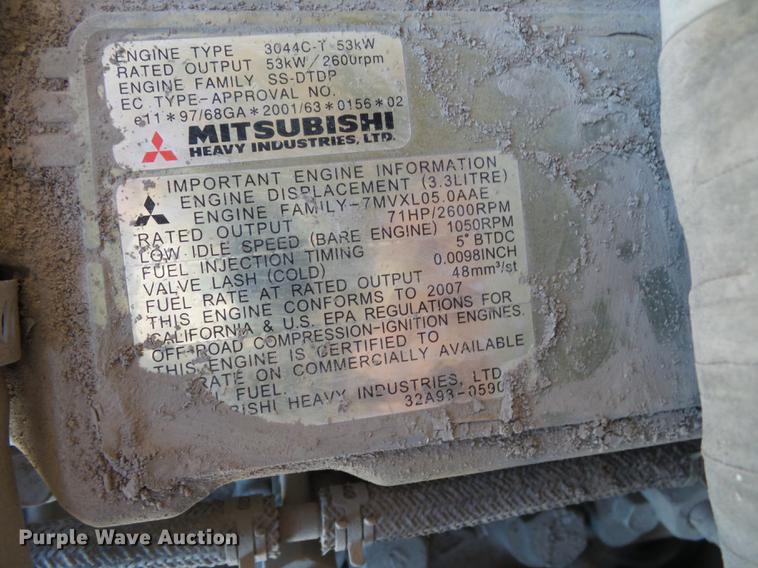 ENGINE TYPE 3044C-T 53kW
RATED OUTPUT 53kW/2600rpm
ENGINE FAMILY SS-DTDP
EC TYPE-APPROVAL NO.
e11*97/68GA*2001/63*0156*02
MITSUBISHI
HEAVY INDUSTRIES, LTD.
IMPORTANT ENGINE INFORMATION
ENGINE DISPLACEMENT (3.3LITRE)
ENGINE FAMILY-7MVXL05.0AAE
RATED OUTPUT 71HP/2600RPM
LOW IDLE SPEED (BARE ENGINE) 1050RPM
FUEL INJECTION TIMING 5° BTDC
VALVE LASH (COLD) 0.0098INCH
FUEL RATE AT RATED OUTPUT 48mm³/st
THIS ENGINE CONFORMS TO 2007
CALIFORNIA & U.S. EPA REGULATIONS FOR
OFF-ROAD COMPRESSION-IGNITION ENGINES.
THIS ENGINE IS CERTIFIED TO
RATE ON COMMERCIALLY AVAILABLE
FUEL.
BISHI HEAVY INDUSTRIES, LTD
32A93-0590
Purple Wave Auction